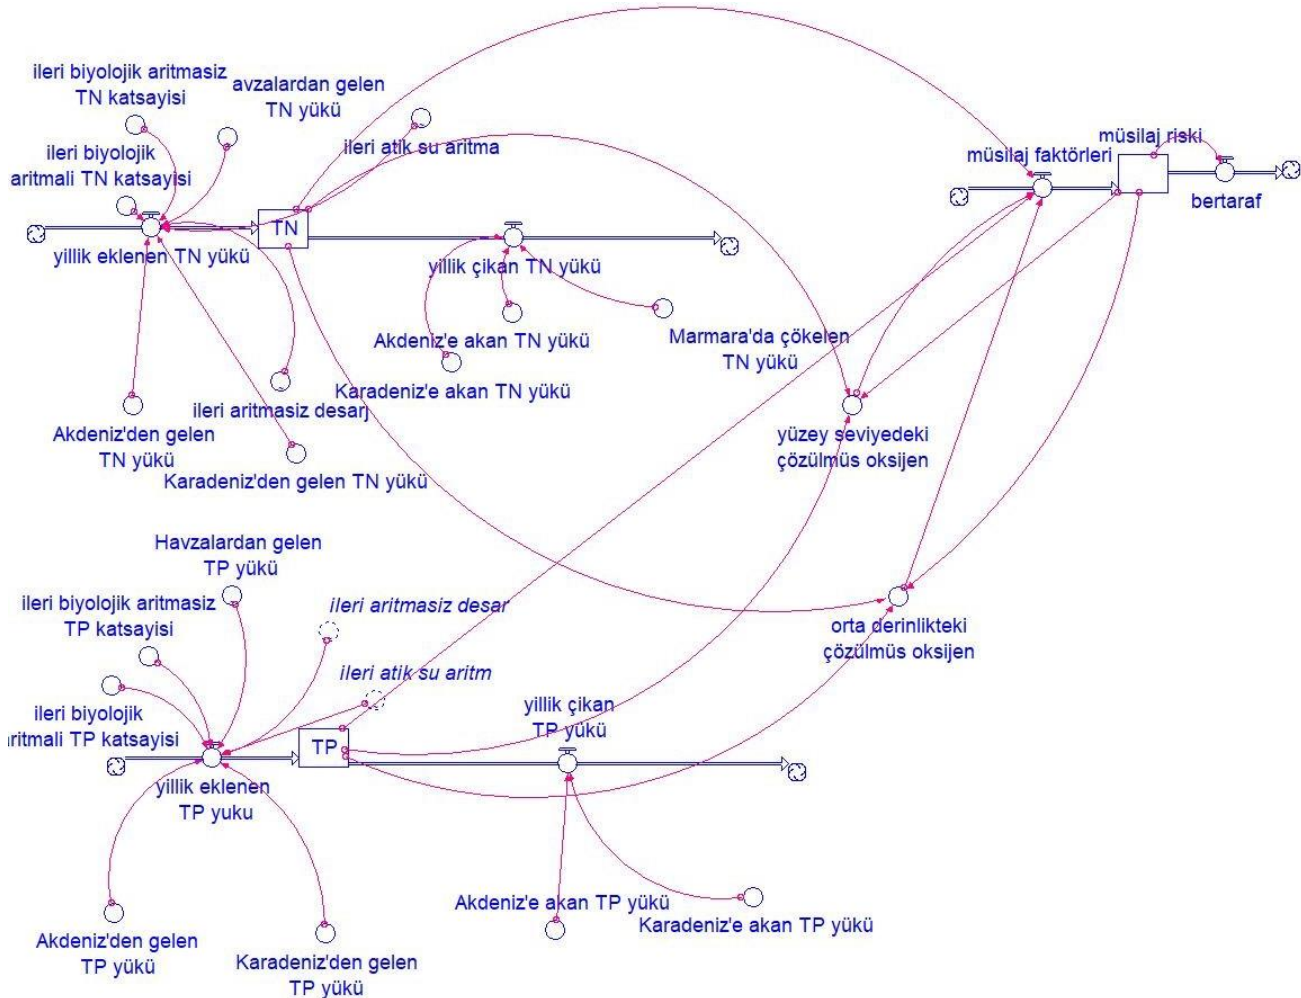 ileri biyolojik aritmasiz
TN katsayisi
avzalardan gelen
TN yükü
ileri biyolojik
aritmali TN katsayisi
ileri atik su aritma
TN
yillik eklenen TN yükü
yillik çikan TN yükü
müsilaj faktörleri
müsilaj riski
bertaraf
Akdeniz'e akan TN yükü
Marmara'da çökelen
TN yükü
Karadeniz'e akan TN yükü
ileri aritmasiz desarj
Akdeniz'den gelen
TN yükü
Karadeniz'den gelen TN yükü
yüzey seviyedeki
çözülmüs oksijen
Havzalardan gelen
TP yükü
ileri biyolojik aritmasiz
TP katsayisi
ileri aritmasiz desar
orta derinlikteki
çözülmüs oksijen
ileri atik su aritm
ileri biyolojik
aritmali TP katsayisi
TP
yillik çikan
TP yükü
yillik eklenen
TP yuku
Akdeniz'e akan TP yükü
Karadeniz'e akan TP yükü
Akdeniz'den gelen
TP yükü
Karadeniz'den gelen
TP yükü